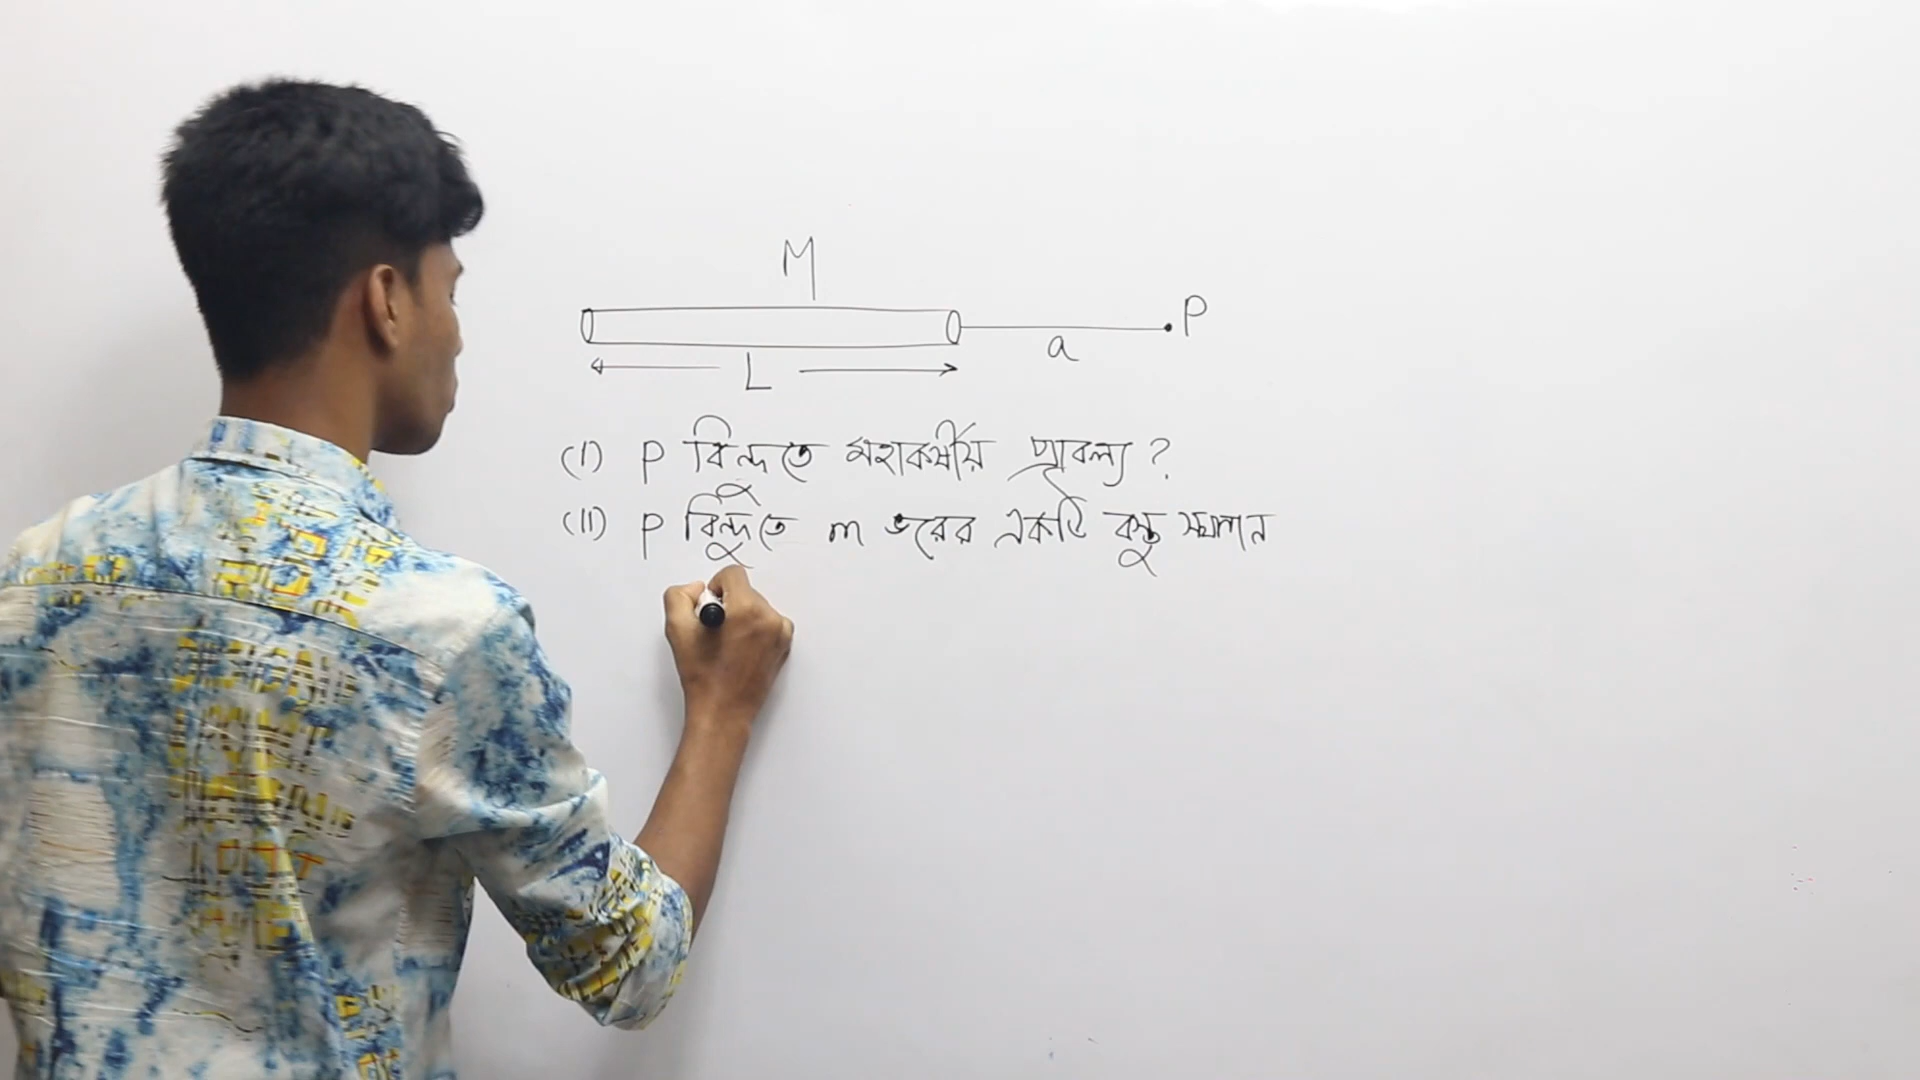 M
P
a
L
(I) P বিন্দুতে মহাকর্ষীয় প্রাবল্য ?
(II) P বিন্দুতে m ভরের একটি বস্তু স্থাপনে